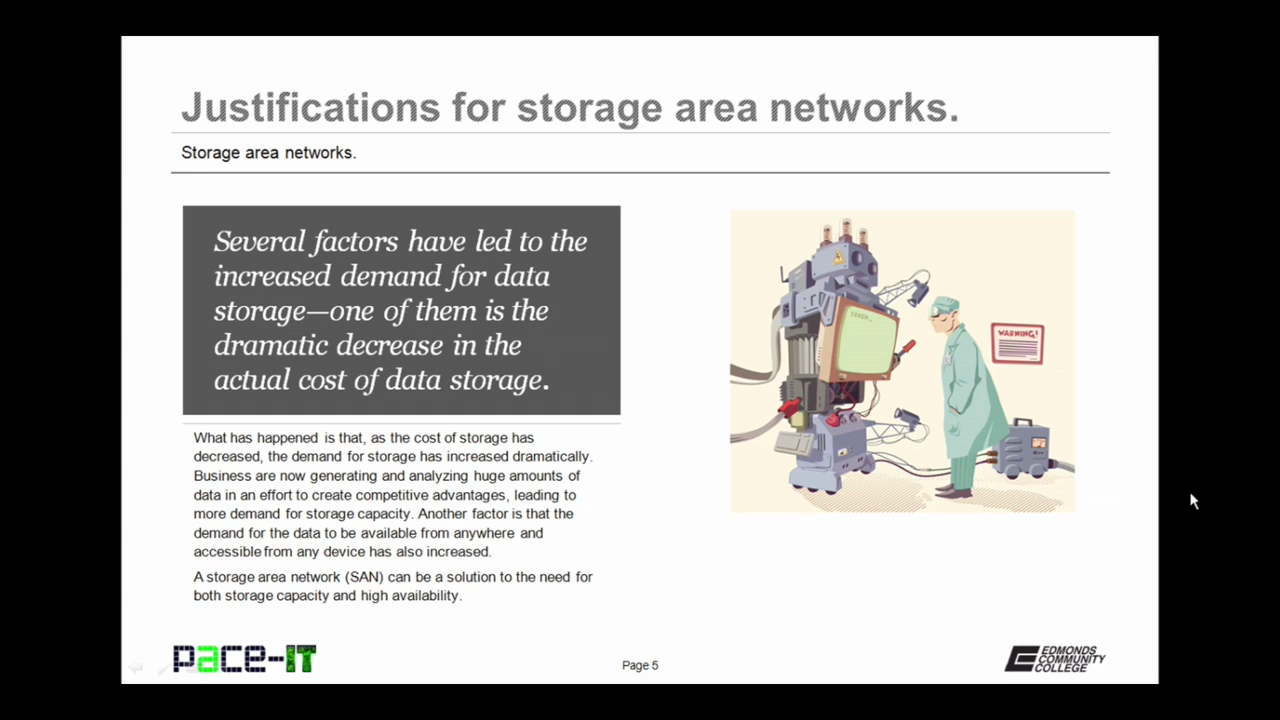 Justifications for storage area networks.
Storage area networks.
Several factors have led to the
increased demand for data
storage—one of them is the
dramatic decrease in the
actual cost of data storage.
What has happened is that, as the cost of storage has
decreased, the demand for storage has increased dramatically.
Business are now generating and analyzing huge amounts of
data in an effort to create competitive advantages, leading to
more demand for storage capacity. Another factor is that the
demand for the data to be available from anywhere and
accessible from any device has also increased.
A storage area network (SAN) can be a solution to the need for
both storage capacity and high availability.
ERROR..
WARNING!
pace-IT
Page 5
EDMONDS
COMMUNITY
COLLEGE